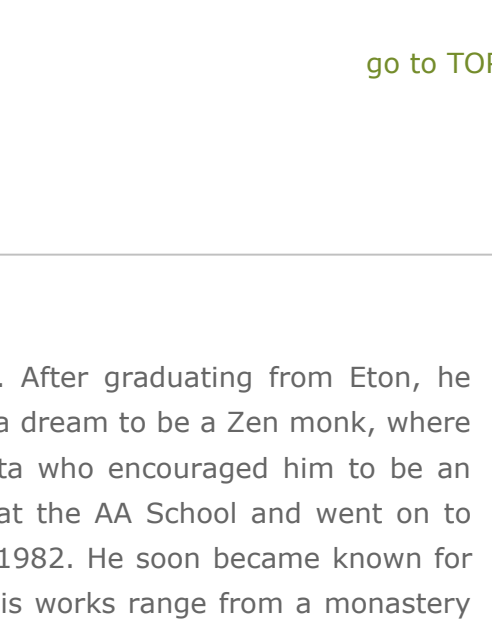 go to TOP
. After graduating from Eton, he
a dream to be a Zen monk, where
ta who encouraged him to be an
at the AA School and went on to
1982. He soon became known for
is works range from a monastery